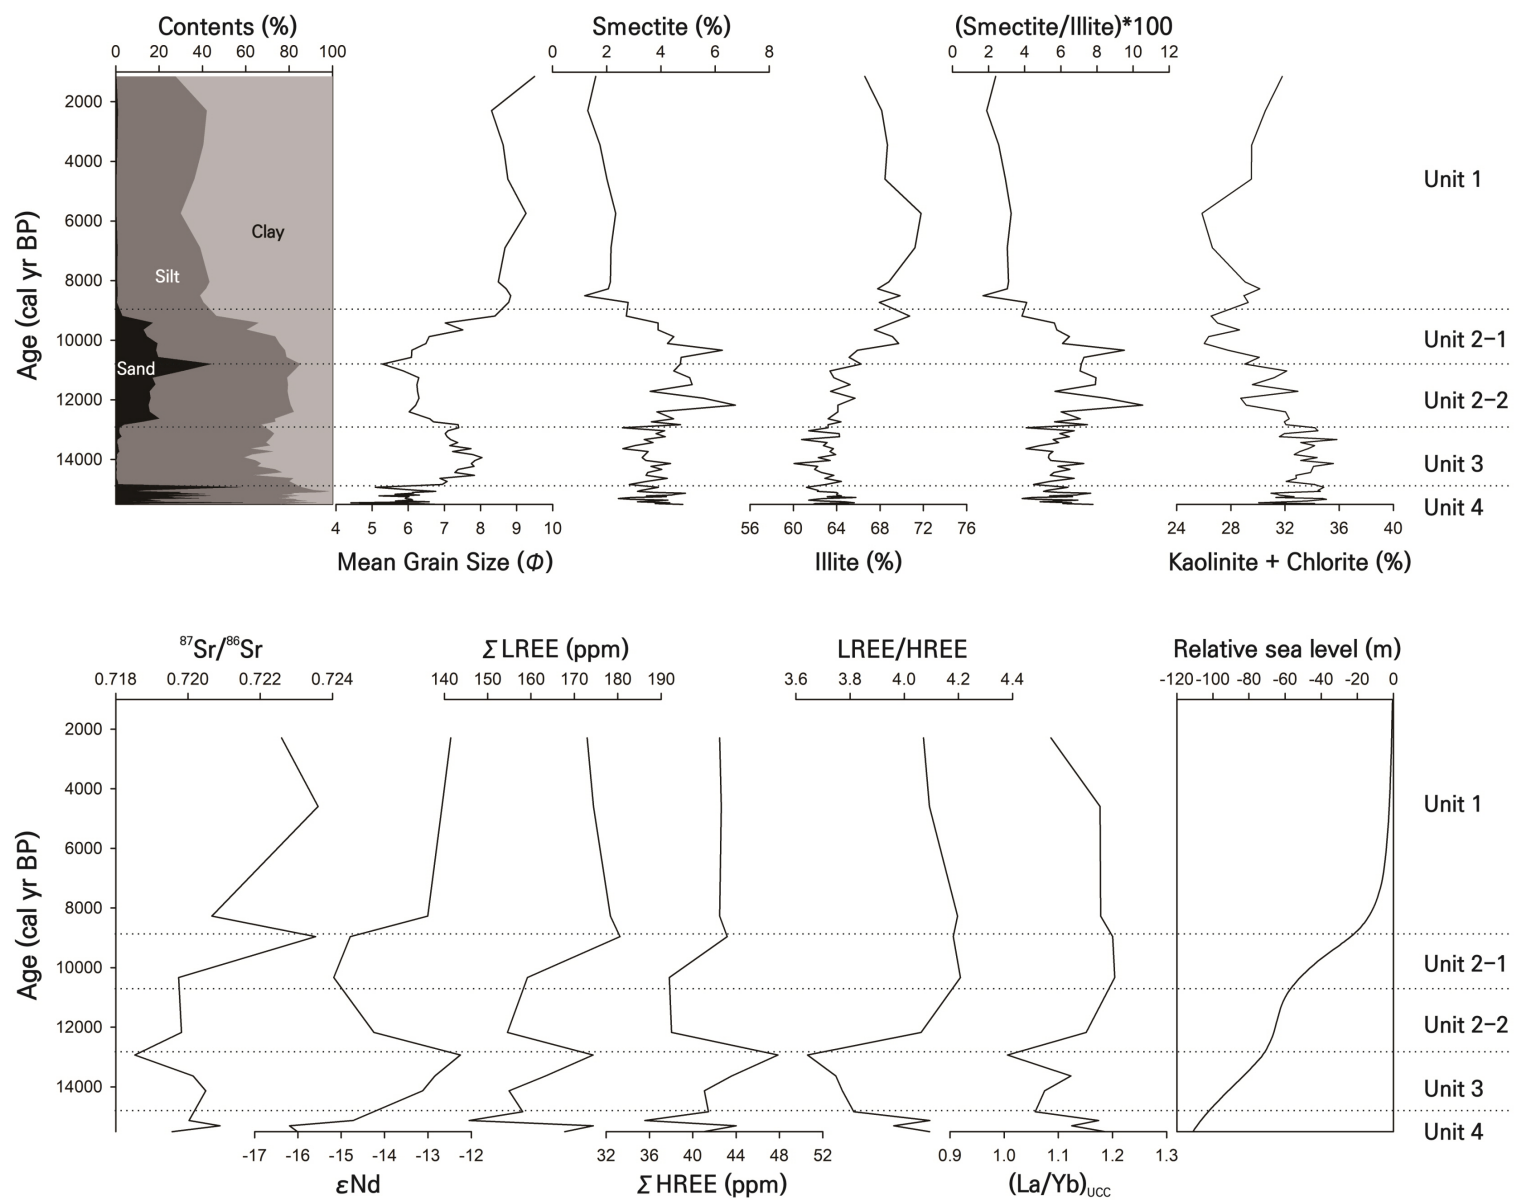 Contents (%) Smectite (%) (Smectite/Illite)*100
0 20 40 60 80 100 0 2 4 6 8 0 2 4 6 8 10 12
Age (cal yr BP)
2000
4000
Unit 1
6000
Clay
Silt
8000
10000 Unit 2-1
Sand
12000 Unit 2-2
14000 Unit 3
Unit 4
4 5 6 7 8 9 10 56 60 64 68 72 76 24 28 32 36 40
Mean Grain Size (Φ) Illite (%) Kaolinite + Chlorite (%)
⁸⁷Sr/⁸⁶Sr ΣLREE (ppm) LREE/HREE Relative sea level (m)
0.718 0.720 0.722 0.724 140 150 160 170 180 190 3.6 3.8 4.0 4.2 4.4 -120 -100 -80 -60 -40 -20 0
Age (cal yr BP)
2000
4000 Unit 1
6000
8000
10000 Unit 2-1
12000 Unit 2-2
14000 Unit 3
Unit 4
-17 -16 -15 -14 -13 -12 32 36 40 44 48 52 0.9 1.0 1.1 1.2 1.3
εNd ΣHREE (ppm) (La/Yb)UCC